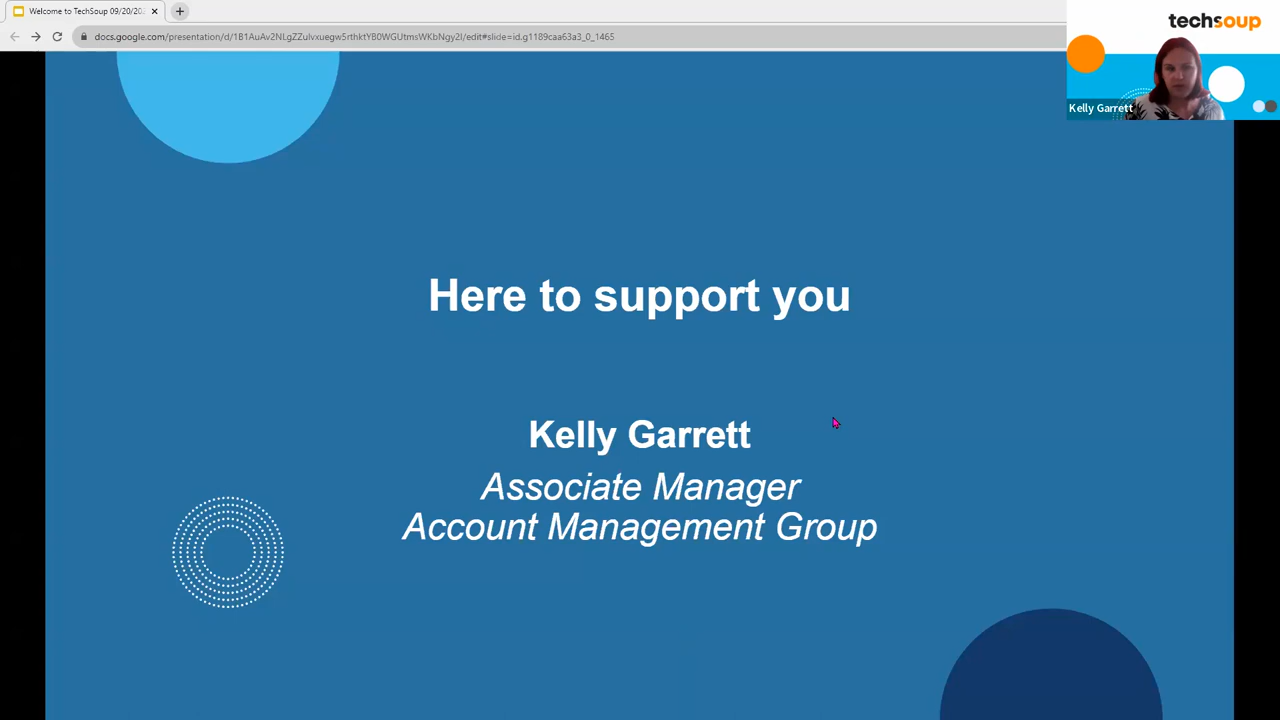 Welcome to TechSoup 09/20/20
docs.google.com/presentation/d/1B1AuAv2NLgZZulvxuegw5rthktYB0WGUtmsWKbNgy2I/edit#slide=id.g1189caa63a3_0_1465
techsoup
Kelly Garrett
Here to support you
Kelly Garrett
Associate Manager
Account Management Group